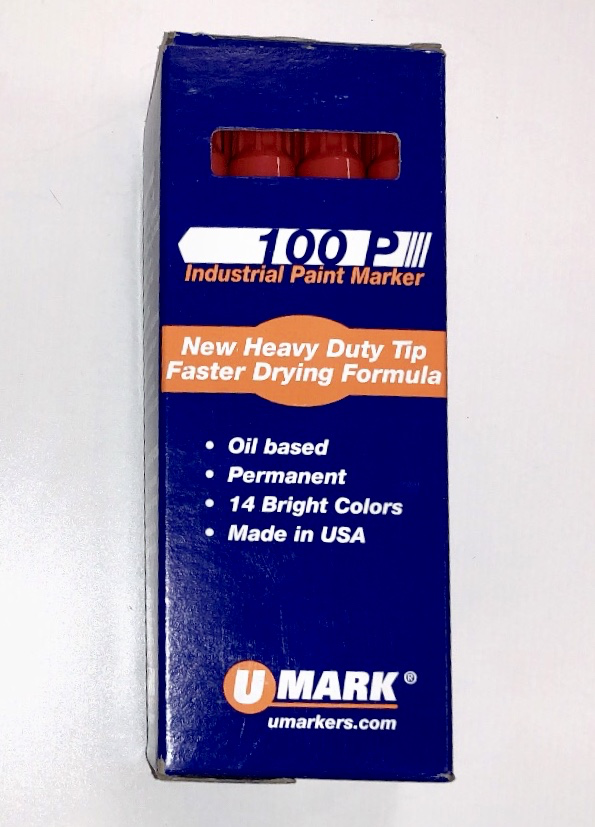 100 P
Industrial Paint Marker
New Heavy Duty Tip
Faster Drying Formula
• Oil based
• Permanent
• 14 Bright Colors
• Made in USA
U MARK®
umarkers.com